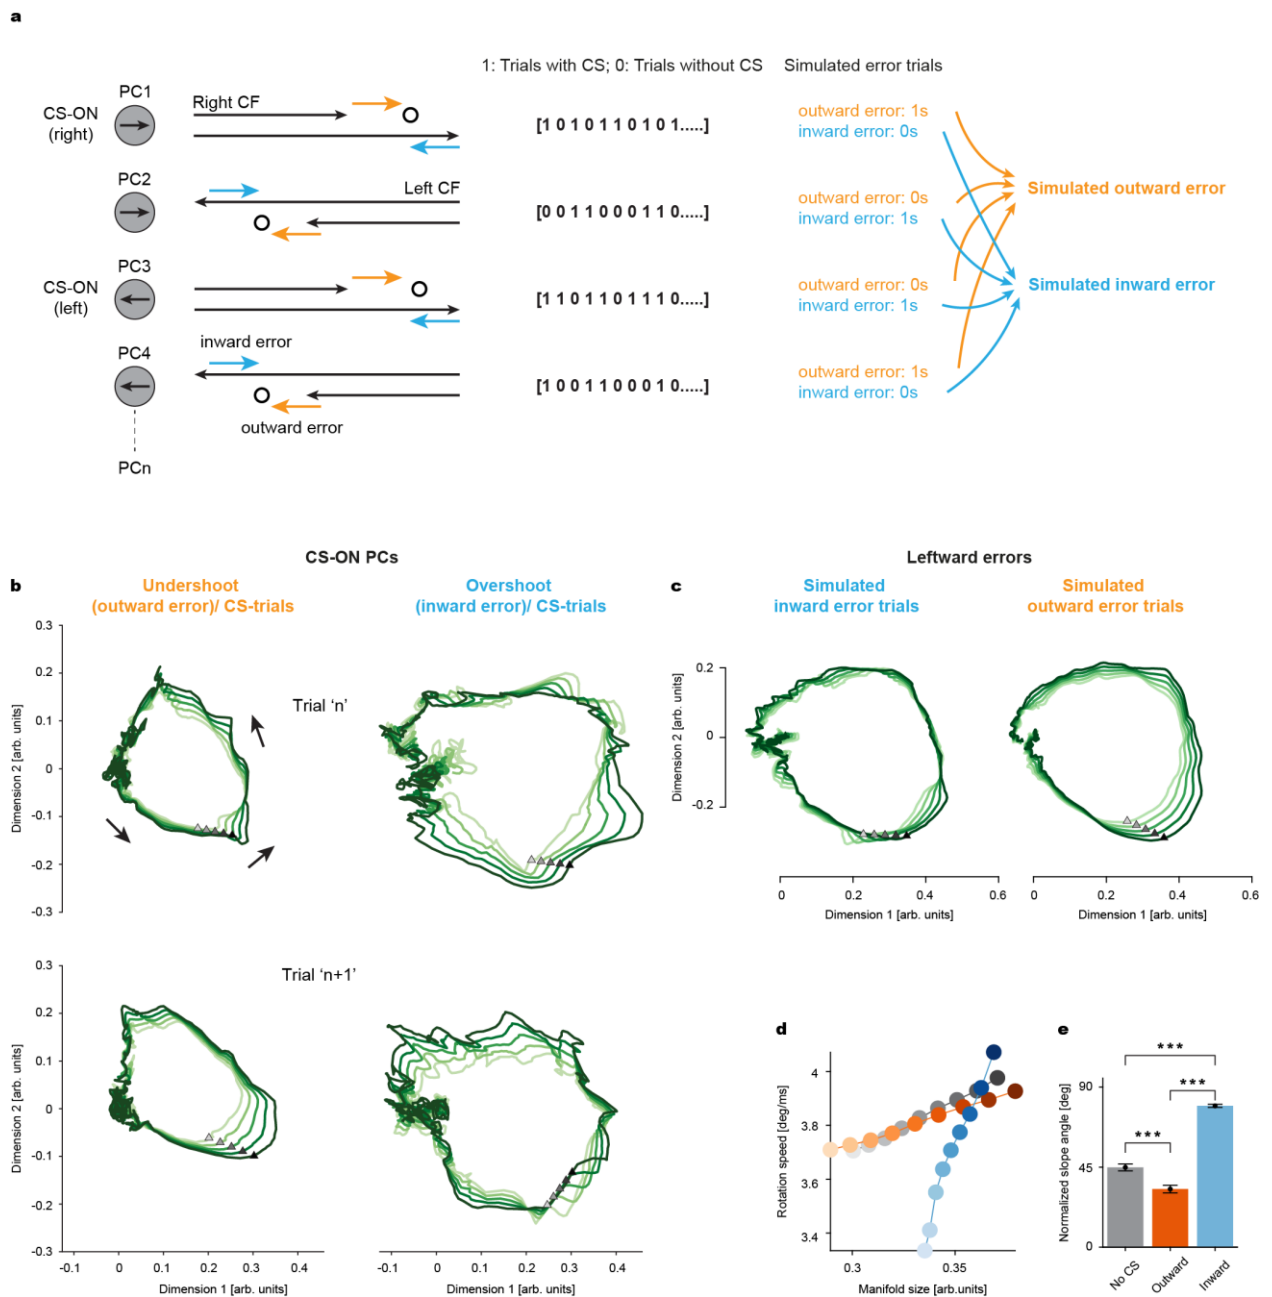 a
1: Trials with CS; 0: Trials without CS
Simulated error trials
CS-ON
(right)
PC1
Right CF
[1 0 1 0 1 1 0 1 0 1.....]
outward error: 1s
inward error: 0s
PC2
Left CF
[0 0 1 1 0 0 0 1 1 0.....]
outward error: 0s
inward error: 1s
Simulated outward error
CS-ON
(left)
PC3
[1 1 0 1 1 0 1 1 1 0.....]
outward error: 0s
inward error: 1s
Simulated inward error
inward error
PC4
[1 0 0 1 1 0 0 0 1 0.....]
outward error: 1s
inward error: 0s
outward error
PCn
CS-ON PCs
b
Undershoot
(outward error)/ CS-trials
Overshoot
(inward error)/ CS-trials
Trial ‘n’
Dimension 2 [arb. units]
0.3
0.2
0.1
0
-0.1
-0.2
-0.3
Trial ‘n+1’
Dimension 2 [arb. units]
0.3
0.2
0.1
0
-0.1
-0.2
-0.3
-0.1 0 0.1 0.2 0.3 0.4
Dimension 1 [arb. units]
-0.1 0 0.1 0.2 0.3 0.4
Dimension 1 [arb. units]
Leftward errors
c
Simulated
inward error trials
Simulated
outward error trials
Dimension 2 [arb. units]
0.2
0
-0.2
0 0.2 0.4 0.6
Dimension 1 [arb. units]
0 0.2 0.4 0.6
Dimension 1 [arb. units]
d
Rotation speed [deg/ms]
4
3.8
3.6
3.4
0.3 0.35
Manifold size [arb.units]
e
Normalized slope angle [deg]
90
45
0
***
***
***
No CS
Outward
Inward